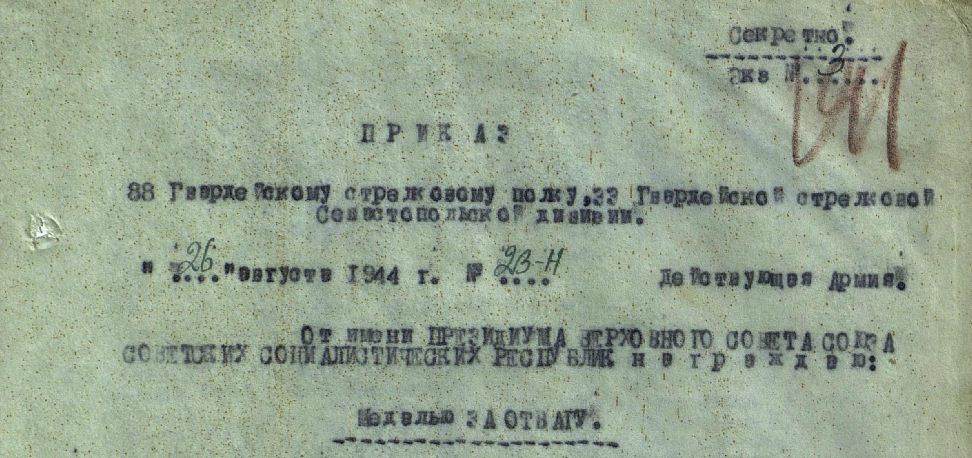 Секретно.
Экз №. 3
ПРИКАЗ
88 Гвардейскому стрелковому полку, 33 Гвардейской стрелковой
Севастопольской дивизии.
"26" августа 1944 г. № 23-Н Действующая Армия.
От имени ПРЕЗИДИУМА ВЕРХОВНОГО СОВЕТА СОЮЗА
СОВЕТСКИХ СОЦИАЛИСТИЧЕСКИХ РЕСПУБЛИК награждаю:
Медалью ЗА ОТВАГУ.